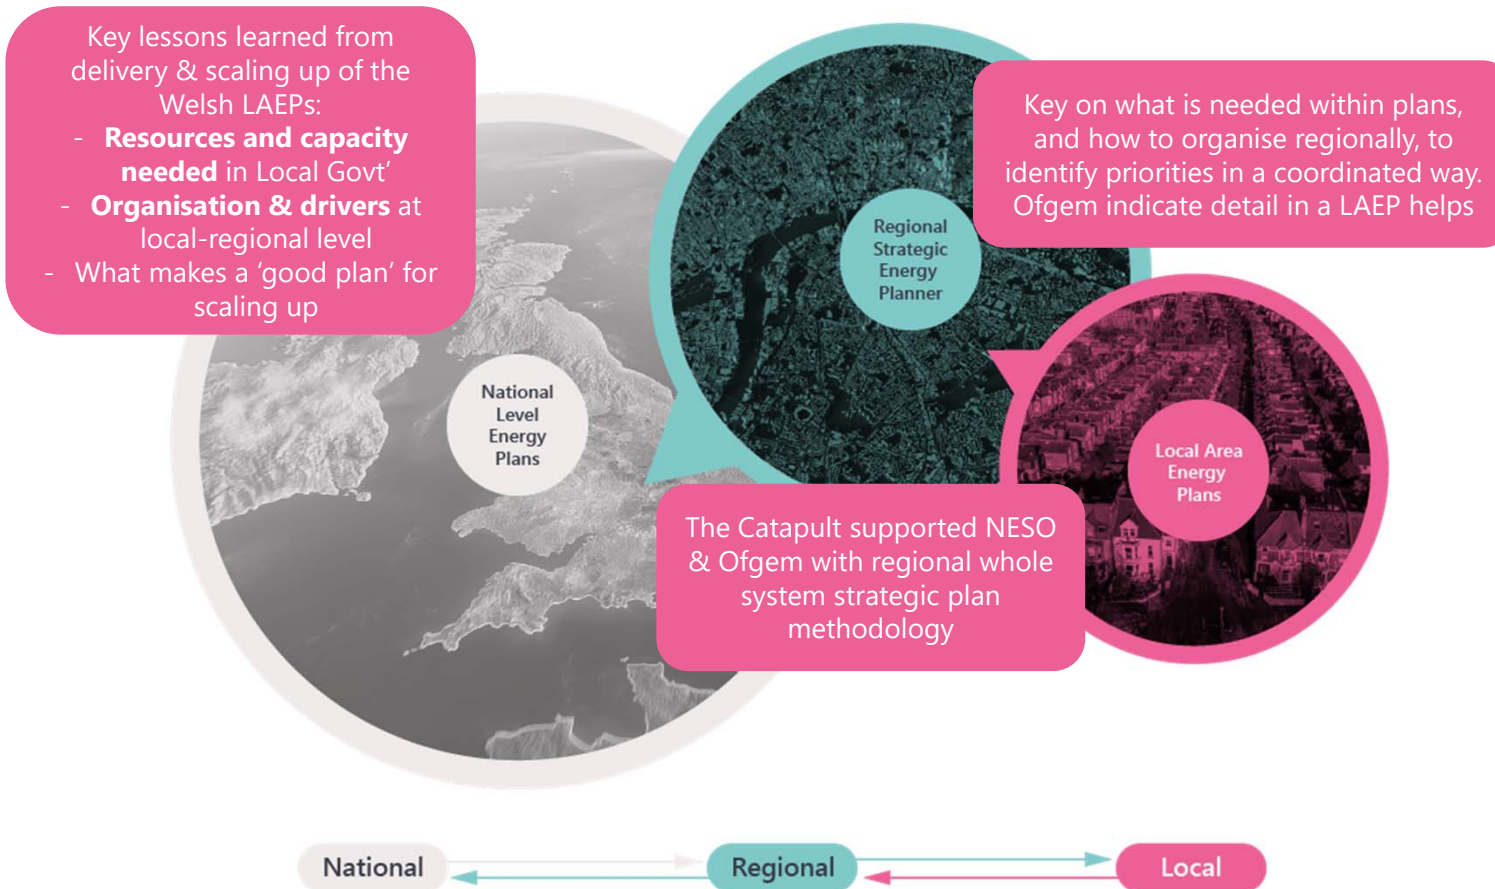 Key lessons learned from
delivery & scaling up of the
Welsh LAEPs:
- Resources and capacity
needed in Local Govt’
- Organisation & drivers at
local-regional level
- What makes a ‘good plan’ for
scaling up
Key on what is needed within plans,
and how to organise regionally, to
identify priorities in a coordinated way.
Ofgem indicate detail in a LAEP helps
Regional
Strategic
Energy
Planner
National
Level
Energy
Plans
Local Area
Energy
Plans
The Catapult supported NESO
& Ofgem with regional whole
system strategic plan
methodology
National
Regional
Local